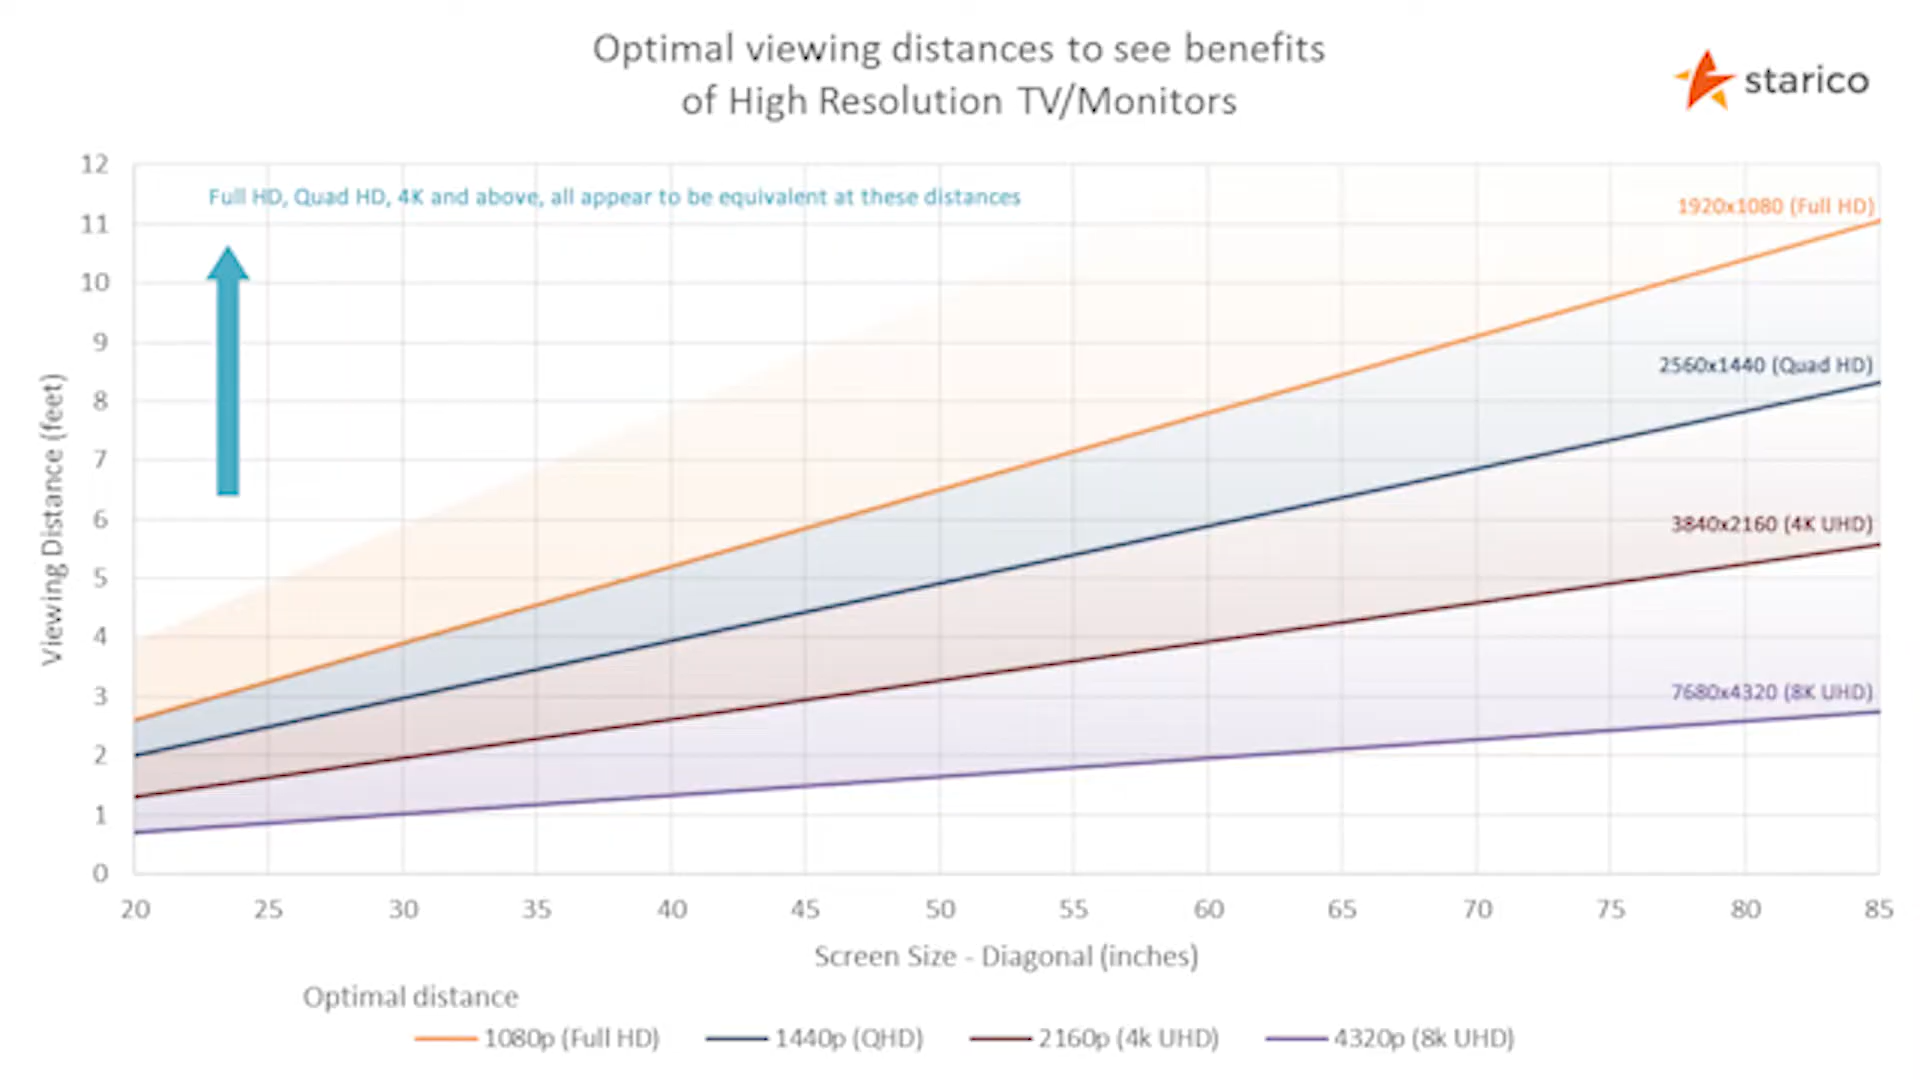 Optimal viewing distances to see benefits
of High Resolution TV/Monitors
starico
12
Full HD, Quad HD, 4K and above, all appear to be equivalent at these distances
1920x1080 (Full HD)
11
10
9
2560x1440 (Quad HD)
8
7
6
3840x2160 (4K UHD)
5
4
3
7680x4320 (8K UHD)
2
1
0
Viewing Distance (feet)
20 25 30 35 40 45 50 55 60 65 70 75 80 85
Screen Size - Diagonal (inches)
Optimal distance
1080p (Full HD) 1440p (QHD) 2160p (4k UHD) 4320p (8k UHD)